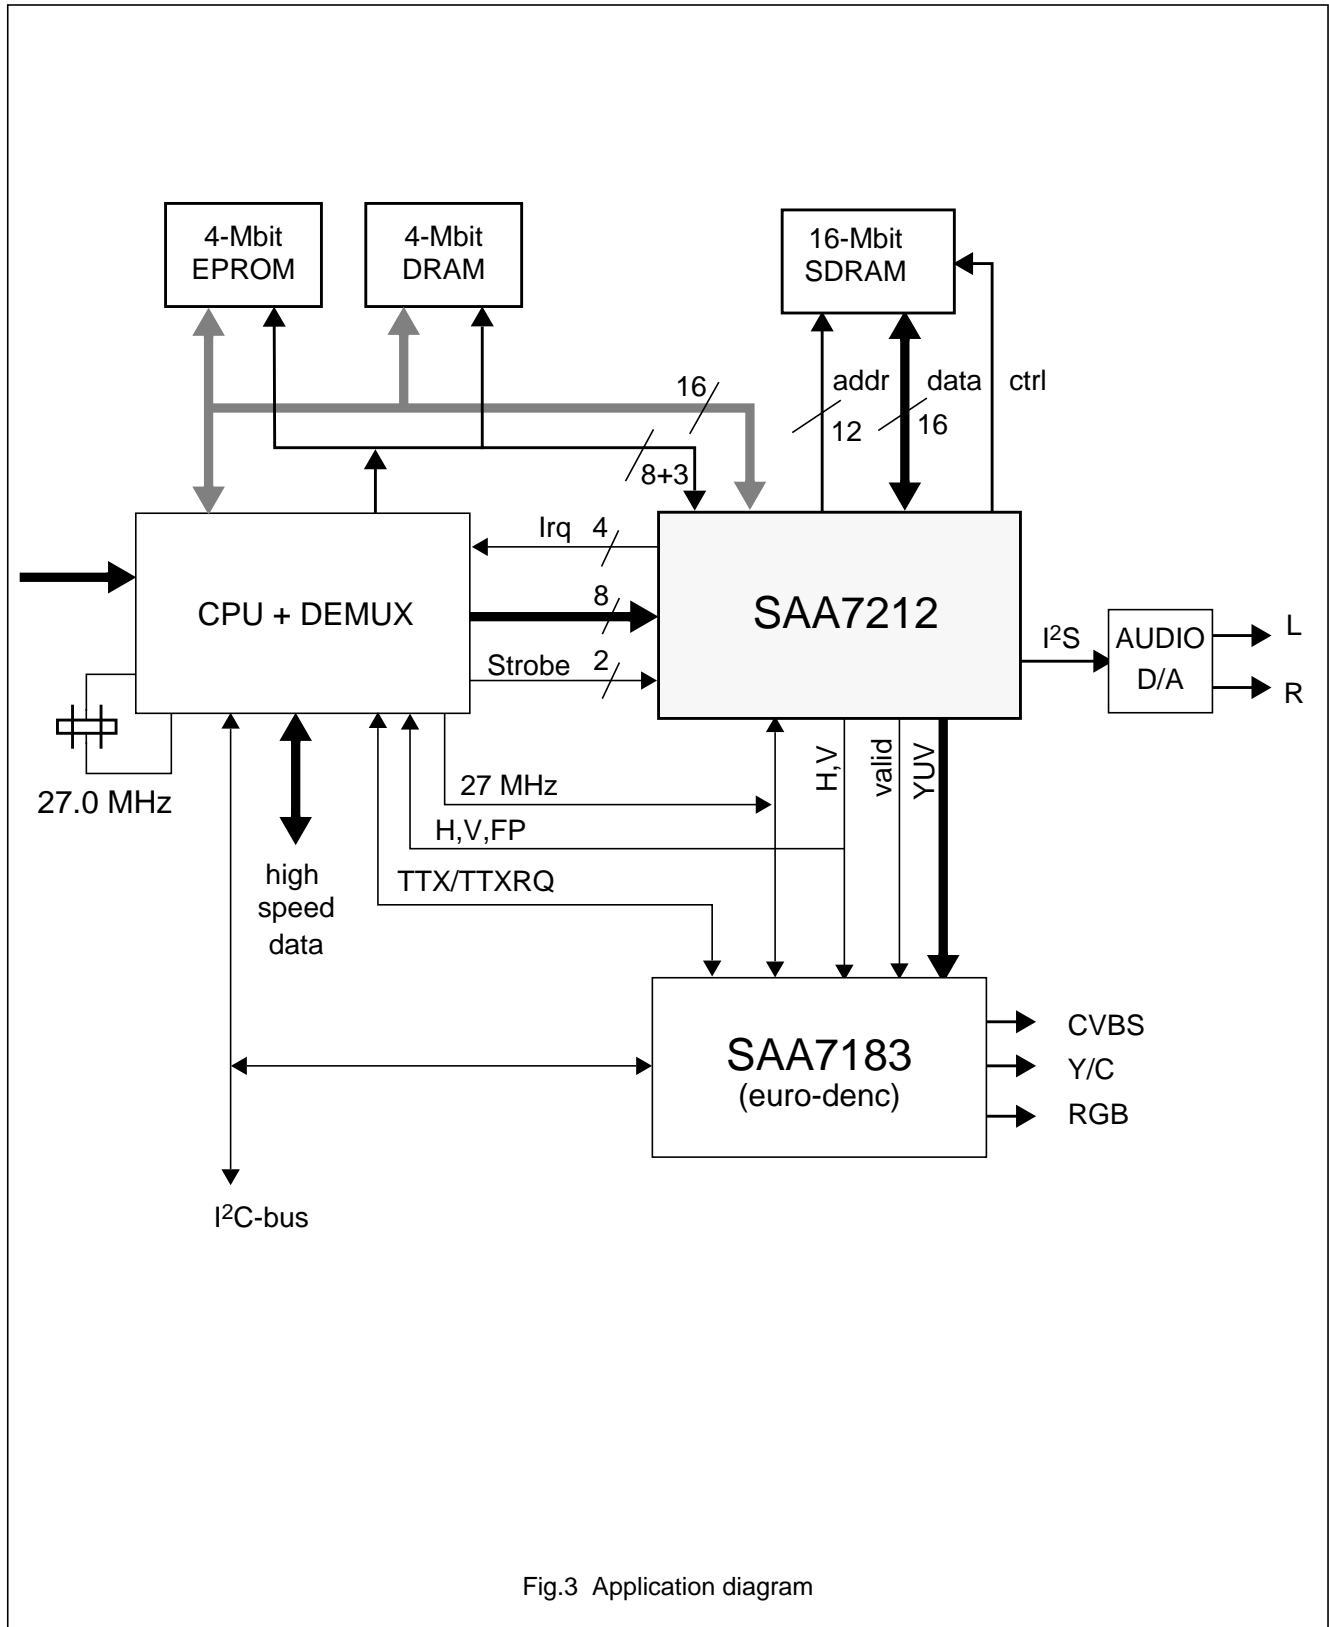 4-Mbit
EPROM
4-Mbit
DRAM
16-Mbit
SDRAM
16
addr
data
ctrl
12
16
8+3
Irq 4
CPU + DEMUX
8
SAA7212
Strobe 2
I²S
AUDIO
D/A
L
R
27.0 MHz
27 MHz
H,V
valid
YUV
H,V,FP
TTX/TTXRQ
high
speed
data
SAA7183
(euro-denc)
CVBS
Y/C
RGB
I²C-bus
Fig.3 Application diagram